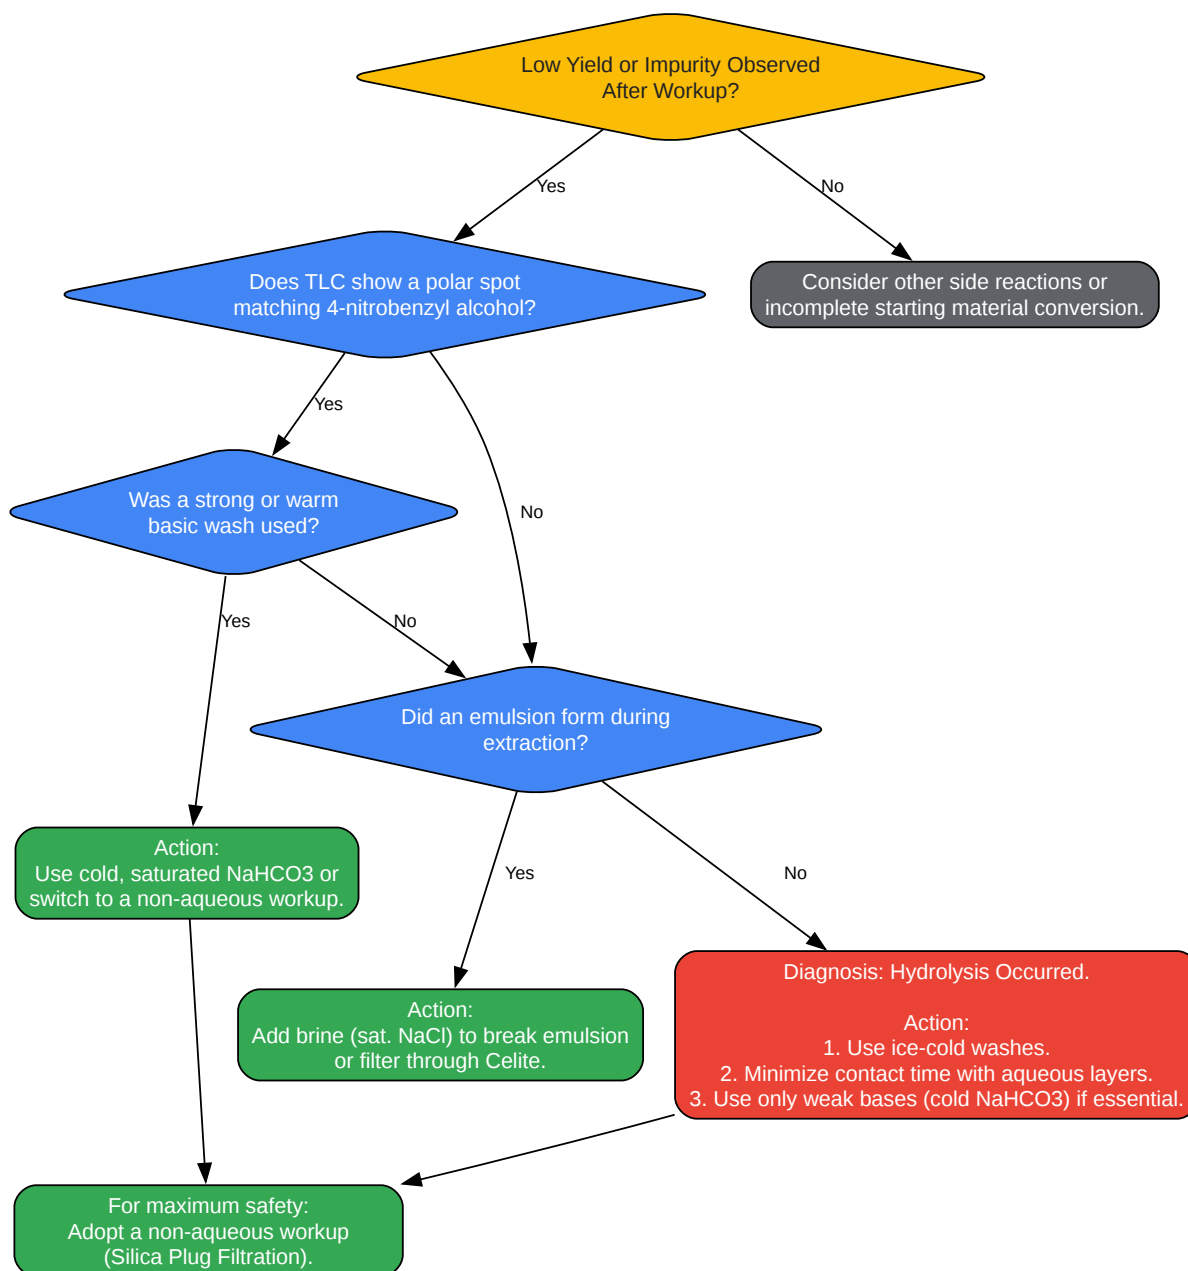 Low Yield or Impurity Observed
After Workup?
Yes
No
Does TLC show a polar spot
matching 4-nitrobenzyl alcohol?
Consider other side reactions or
incomplete starting material conversion.
Yes
No
Was a strong or warm
basic wash used?
Yes
No
Did an emulsion form during
extraction?
Action:
Use cold, saturated NaHCO3 or
switch to a non-aqueous workup.
Yes
No
Action:
Add brine (sat. NaCl) to break emulsion
or filter through Celite.
Diagnosis: Hydrolysis Occurred.
Action:
1. Use ice-cold washes.
2. Minimize contact time with aqueous layers.
3. Use only weak bases (cold NaHCO3) if essential.
For maximum safety:
Adopt a non-aqueous workup
(Silica Plug Filtration).